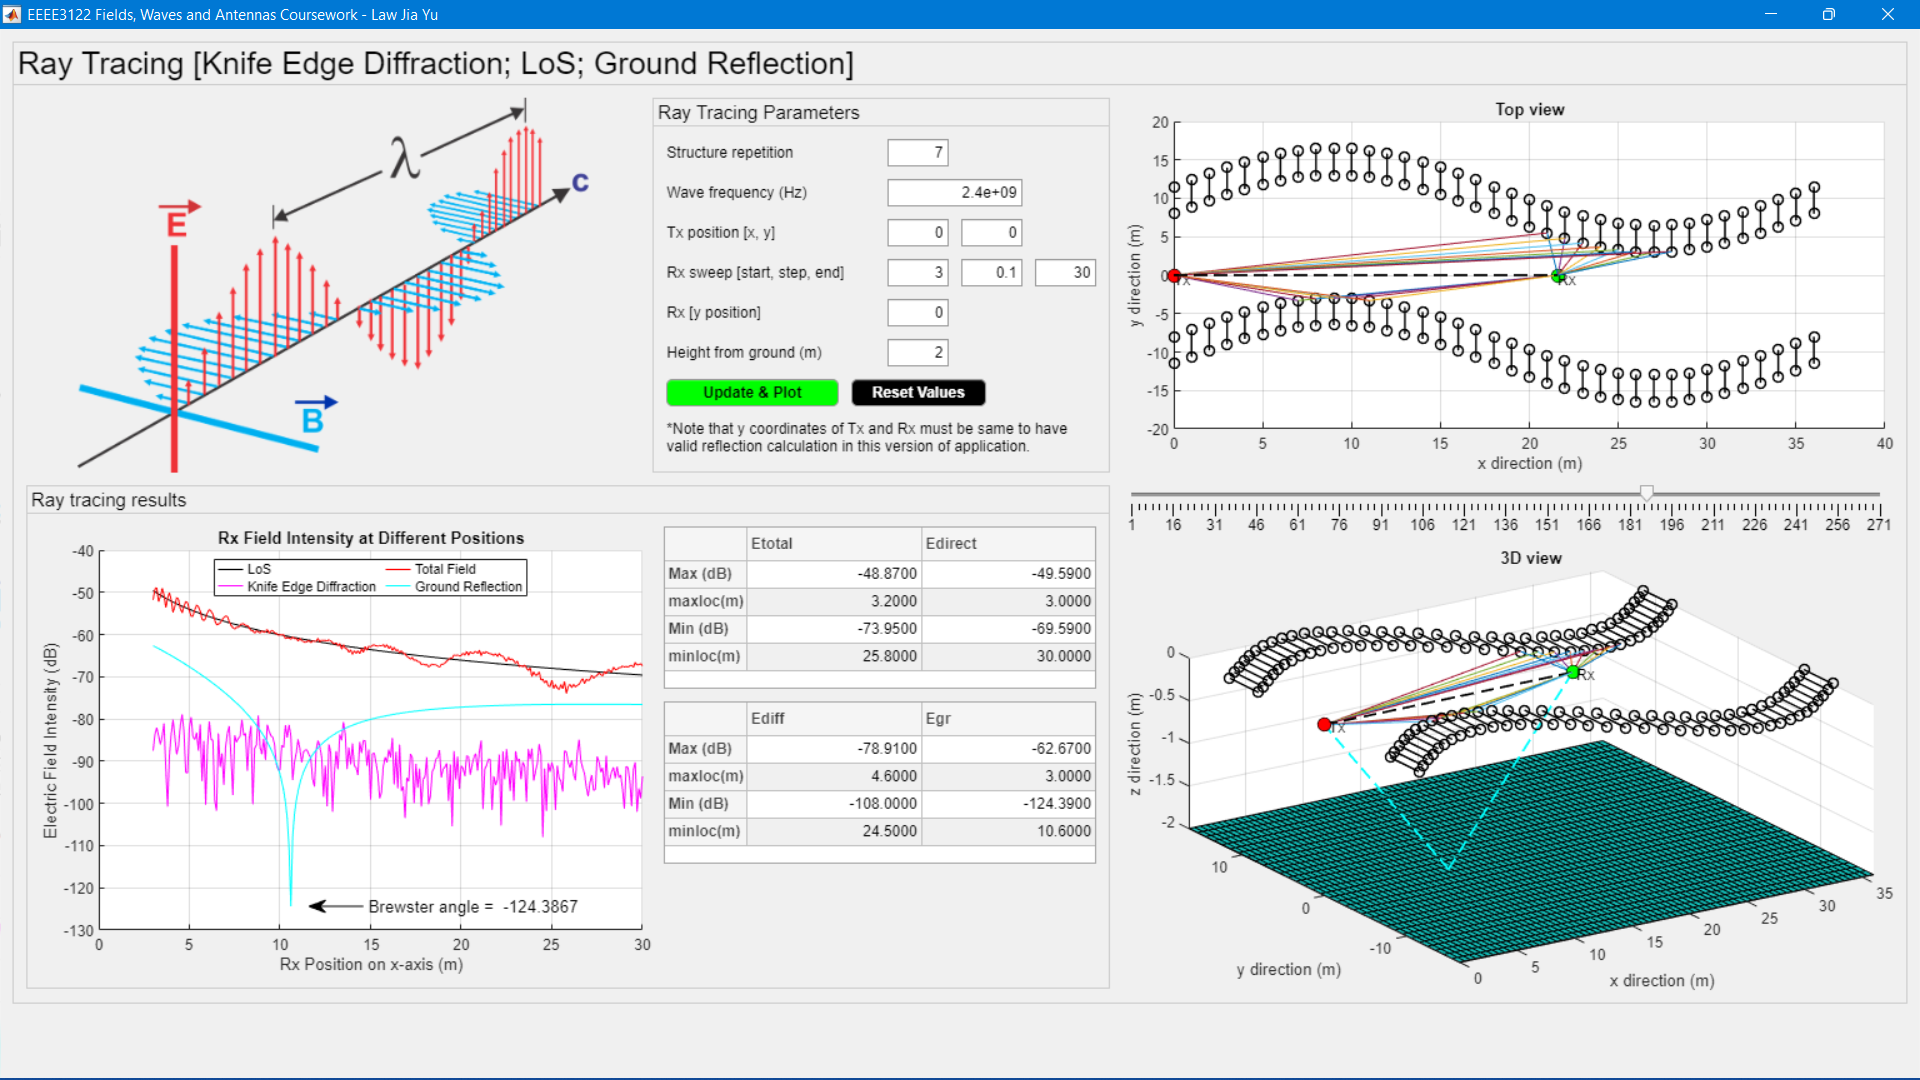 EEEE3122 Fields, Waves and Antennas Coursework - Law Jia Yu
Ray Tracing [Knife Edge Diffraction; LoS; Ground Reflection]
λ
c
E
B
Ray Tracing Parameters
Structure repetition 7
Wave frequency (Hz) 2.4e+09
Tx position [x, y] 0 0
Rx sweep [start, step, end] 3 0.1 30
Rx [y position] 0
Height from ground (m) 2
Update & Plot Reset Values
*Note that y coordinates of Tx and Rx must be same to have
valid reflection calculation in this version of application.
Top view
20
15
10
5
0
-5
-10
-15
-20
y direction (m)
Tx Rx
0 5 10 15 20 25 30 35 40
x direction (m)
1 16 31 46 61 76 91 106 121 136 151 166 181 196 211 226 241 256 271
Ray tracing results
Rx Field Intensity at Different Positions
LoS Total Field
Knife Edge Diffraction Ground Reflection
-40
-50
-60
-70
-80
-90
-100
-110
-120
-130
Electric Field Intensity (dB)
Brewster angle = -124.3867
0 5 10 15 20 25 30
Rx Position on x-axis (m)
Etotal Edirect
Max (dB) -48.8700 -49.5900
maxloc(m) 3.2000 3.0000
Min (dB) -73.9500 -69.5900
minloc(m) 25.8000 30.0000
Ediff Egr
Max (dB) -78.9100 -62.6700
maxloc(m) 4.6000 3.0000
Min (dB) -108.0000 -124.3900
minloc(m) 24.5000 10.6000
3D view
0
-0.5
-1
-1.5
-2
z direction (m)
Rx
Tx
10
0
-10
y direction (m)
0 5 10 15 20 25 30 35
x direction (m)